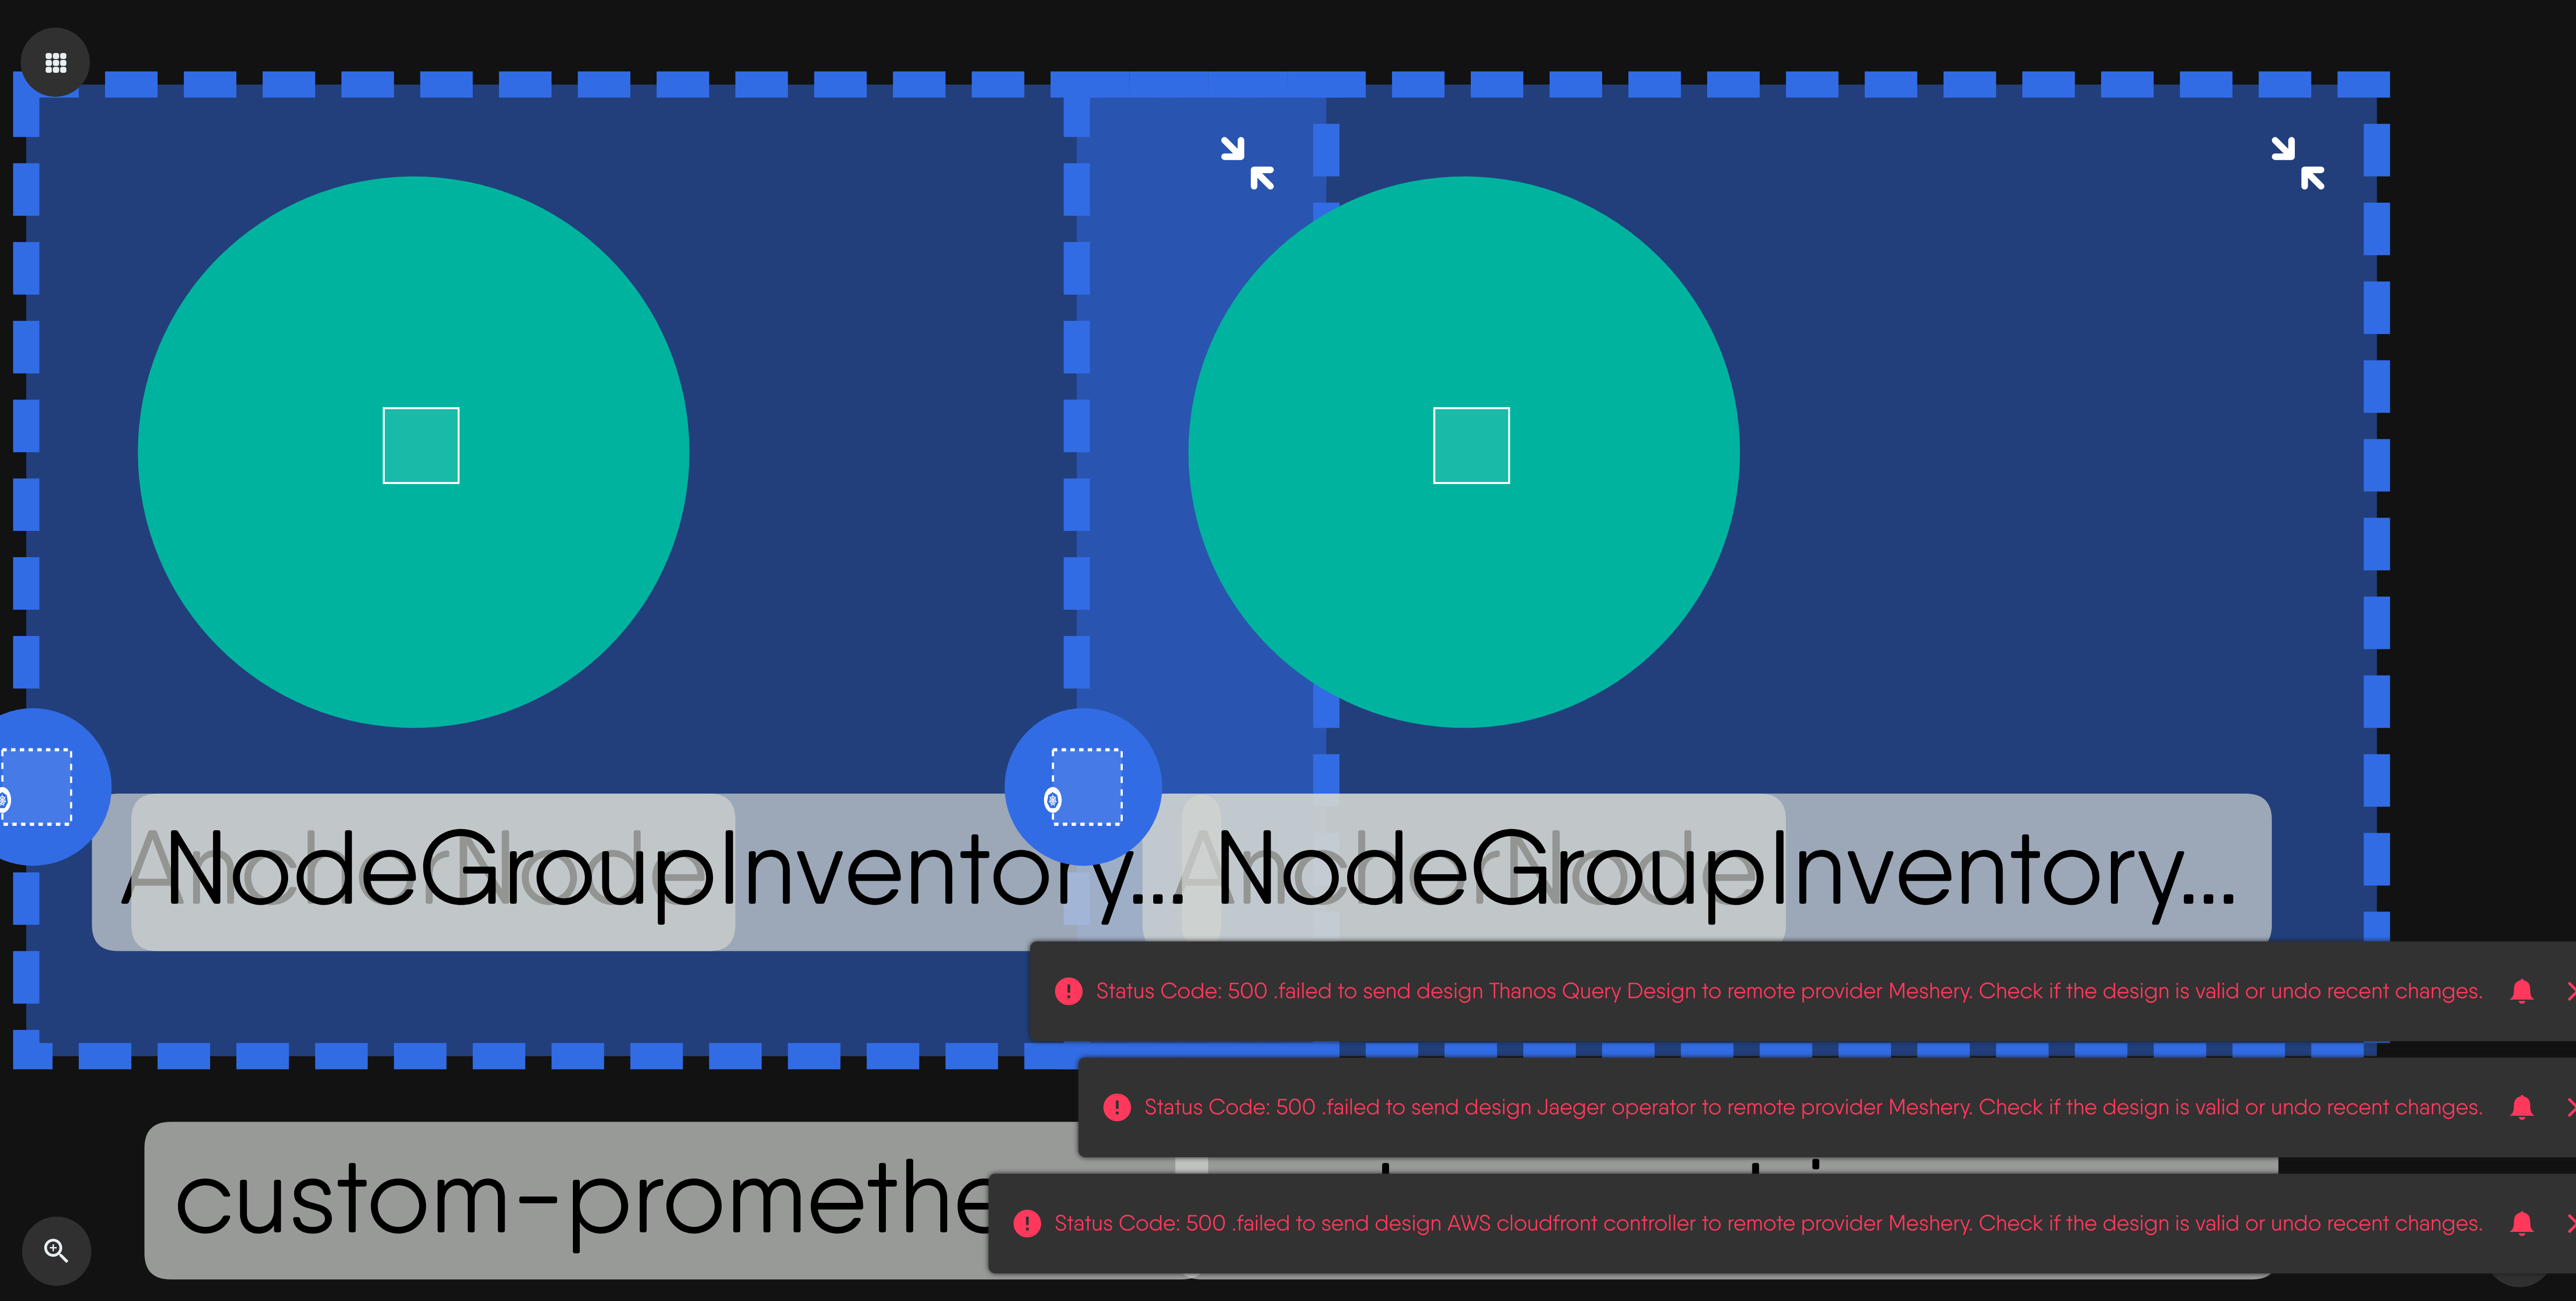 AnchorNode
NodeGroupInventory...
AnchorNode
NodeGroupInventory...
Status Code: 500 .failed to send design Thanos Query Design to remote provider Meshery. Check if the design is valid or undo recent changes.
Status Code: 500 .failed to send design Jaeger operator to remote provider Meshery. Check if the design is valid or undo recent changes.
custom-promethe
Status Code: 500 .failed to send design AWS cloudfront controller to remote provider Meshery. Check if the design is valid or undo recent changes.